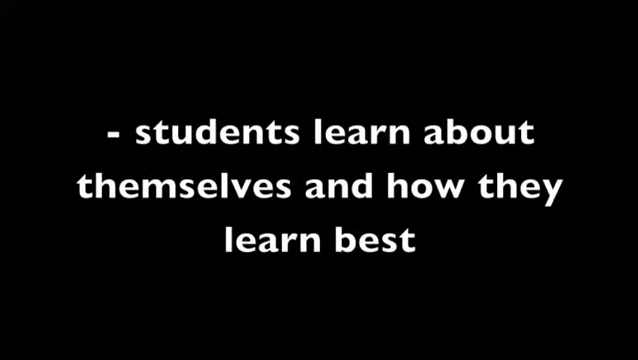 - students learn about
themselves and how they
learn best